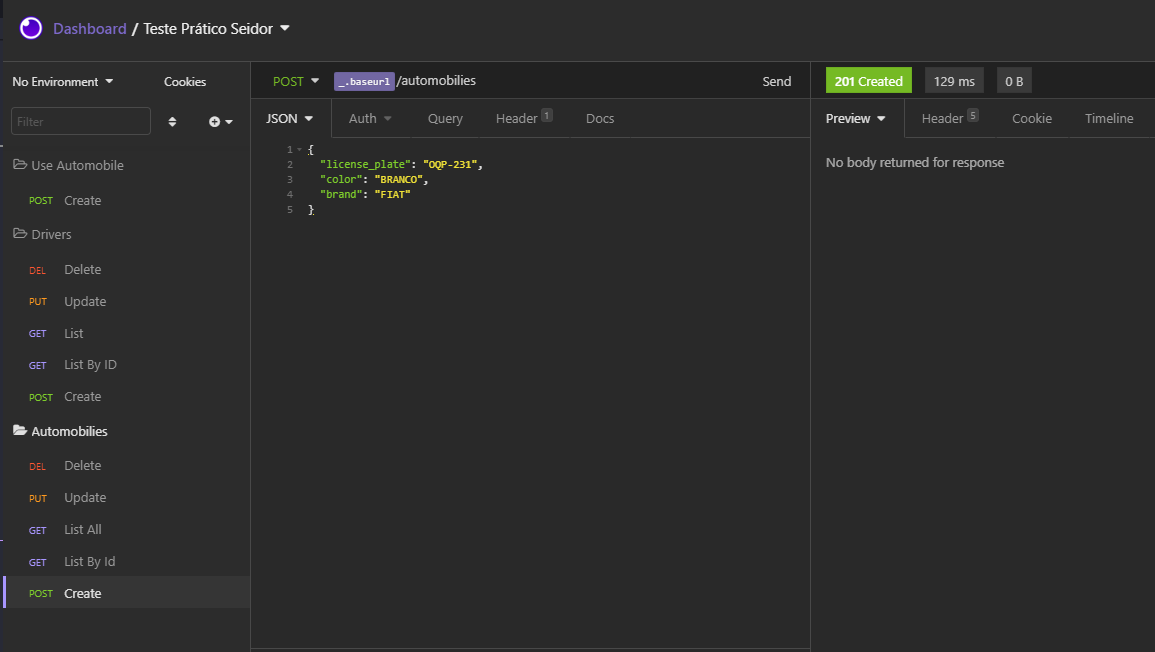 Dashboard / Teste Prático Seidor
No Environment
Cookies
Filter
Use Automobile
POST Create
Drivers
DEL Delete
PUT Update
GET List
GET List By ID
POST Create
Automobilies
DEL Delete
PUT Update
GET List All
GET List By Id
POST Create
POST _.baseurl/automobilies Send
JSON Auth Query Header 1 Docs
1 {
2 "license_plate": "OQP-231",
3 "color": "BRANCO",
4 "brand": "FIAT"
5 }
201 Created 129 ms 0 B
Preview Header 5 Cookie Timeline
No body returned for response